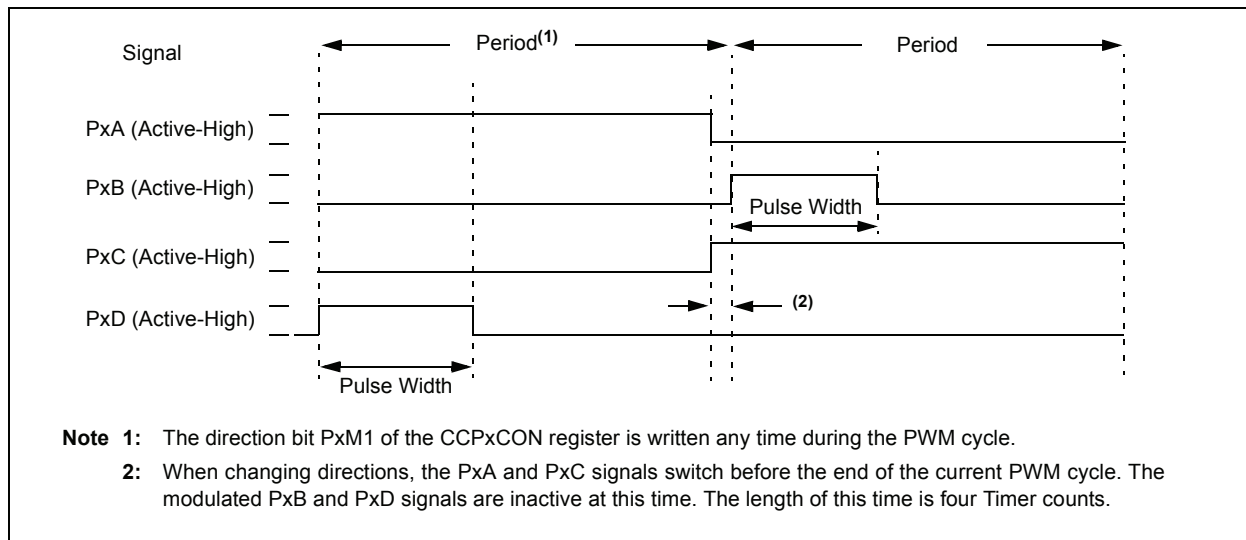 Signal
Period(1)
Period
PxA (Active-High)
PxB (Active-High)
Pulse Width
PxC (Active-High)
(2)
PxD (Active-High)
Pulse Width
Note 1: The direction bit PxM1 of the CCPxCON register is written any time during the PWM cycle.
2: When changing directions, the PxA and PxC signals switch before the end of the current PWM cycle. The
modulated PxB and PxD signals are inactive at this time. The length of this time is four Timer counts.